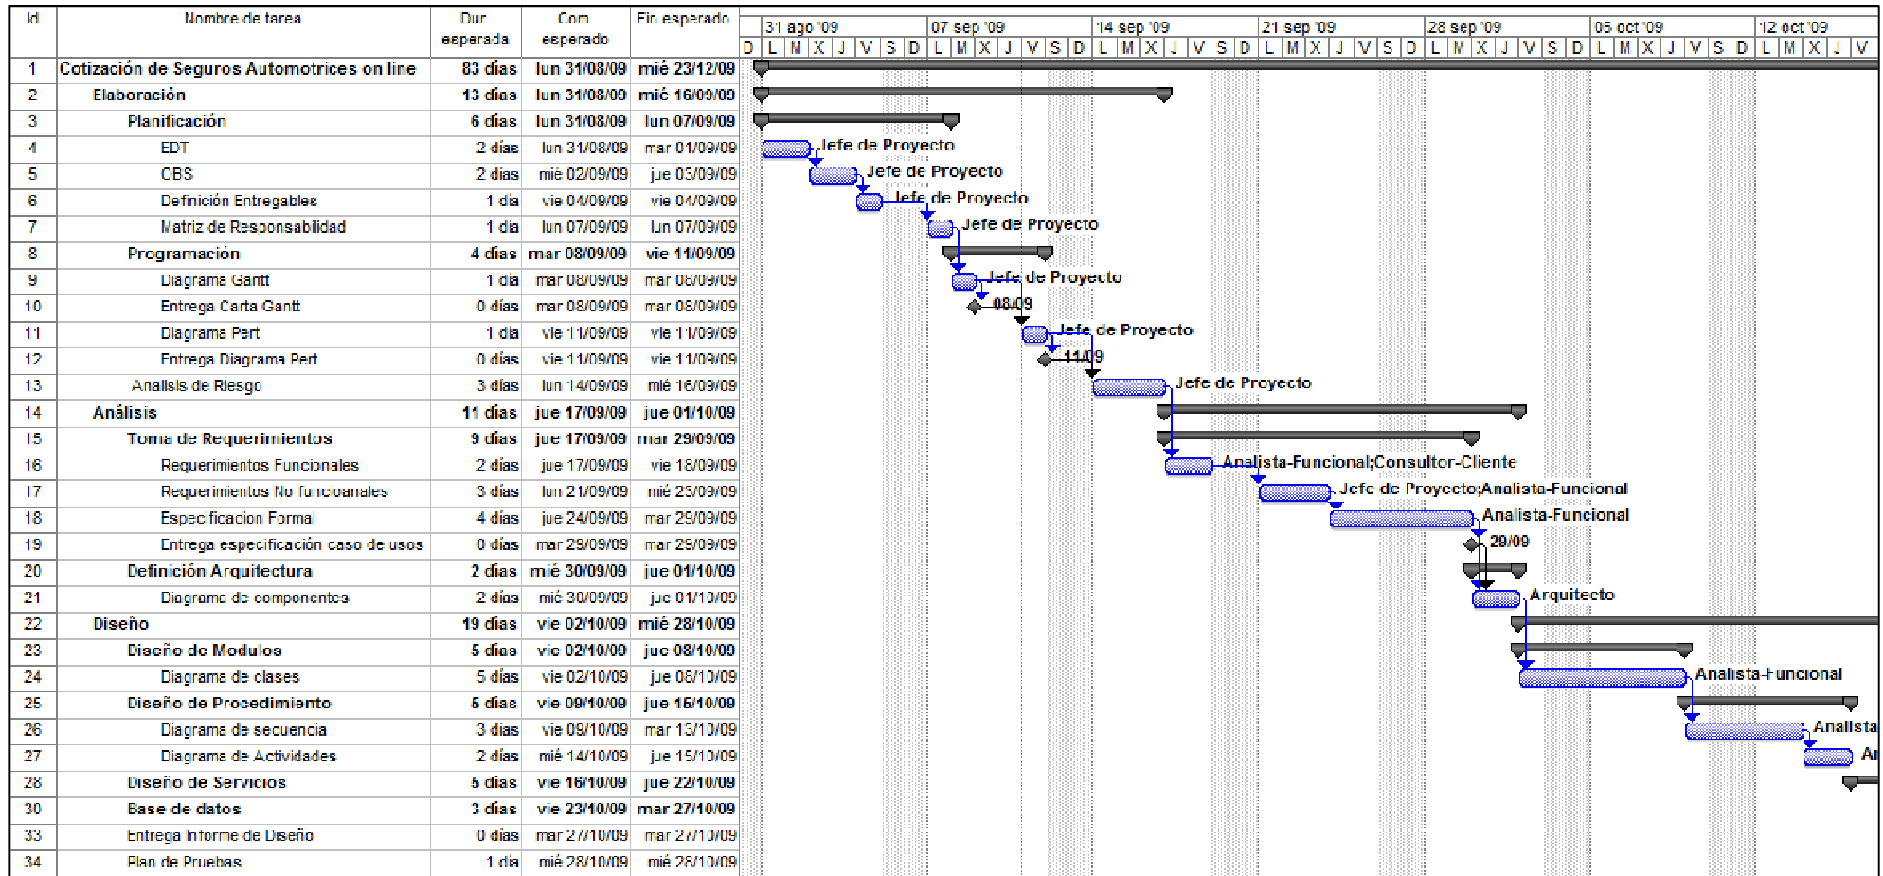 Id Nombre de tarea Dur esperada Com esperado Fin esperado 31 ago '09 07 sep '09 14 sep '09 21 sep '09 28 sep '09 05 oct '09 12 oct '09
D L M X J V S D L M X J V S D L M X J V S D L M X J V S D L M X J V S D L M X J V S D L M X J V
1 Cotización de Seguros Automotrices on line 83 días lun 31/08/09 mié 23/12/09
2 Elaboración 13 días lun 31/08/09 mié 16/09/09
3 Planificación 6 días lun 31/08/09 lun 07/09/09
4 EDT 2 días lun 31/08/09 mar 01/09/09 Jefe de Proyecto
5 OBS 2 días mié 02/09/09 jue 03/09/09 Jefe de Proyecto
6 Definición Entregables 1 día vie 04/09/09 vie 04/09/09 Jefe de Proyecto
7 Matriz de Responsabilidad 1 día lun 07/09/09 lun 07/09/09 Jefe de Proyecto
8 Programación 4 días mar 08/09/09 vie 11/09/09
9 Diagrama Gantt 1 día mar 08/09/09 mar 08/09/09 Jefe de Proyecto
10 Entrega Carta Gantt 0 días mar 08/09/09 mar 08/09/09 08/09
11 Diagrama Pert 1 día vie 11/09/09 vie 11/09/09 Jefe de Proyecto
12 Entrega Diagrama Pert 0 días vie 11/09/09 vie 11/09/09 11/09
13 Analisis de Riesgo 3 días lun 14/09/09 mié 16/09/09 Jefe de Proyecto
14 Análisis 11 días jue 17/09/09 jue 01/10/09
15 Toma de Requerimientos 9 días jue 17/09/09 mar 29/09/09
16 Requerimientos Funcionales 2 días jue 17/09/09 vie 18/09/09 Analista-Funcional;Consultor-Cliente
17 Requerimientos No funcioanales 3 días lun 21/09/09 mié 23/09/09 Jefe de Proyecto;Analista-Funcional
18 Especificacion Formal 4 días jue 24/09/09 mar 29/09/09 Analista-Funcional
19 Entrega especificación caso de usos 0 días mar 29/09/09 mar 29/09/09 29/09
20 Definición Arquitectura 2 días mié 30/09/09 jue 01/10/09
21 Diagrama de componentes 2 días mié 30/09/09 jue 01/10/09 Arquitecto
22 Diseño 19 días vie 02/10/09 mié 28/10/09
23 Diseño de Modulos 5 días vie 02/10/09 jue 08/10/09
24 Diagrama de clases 5 días vie 02/10/09 jue 08/10/09 Analista-Funcional
25 Diseño de Procedimiento 5 días vie 09/10/09 jue 15/10/09
26 Diagrama de secuencia 3 días vie 09/10/09 mar 13/10/09 Analista
27 Diagrama de Actividades 2 días mié 14/10/09 jue 15/10/09 An
28 Diseño de Servicios 5 días vie 16/10/09 jue 22/10/09
30 Base de datos 3 días vie 23/10/09 mar 27/10/09
33 Entrega Informe de Diseño 0 días mar 27/10/09 mar 27/10/09
34 Plan de Pruebas 1 día mié 28/10/09 mié 28/10/09